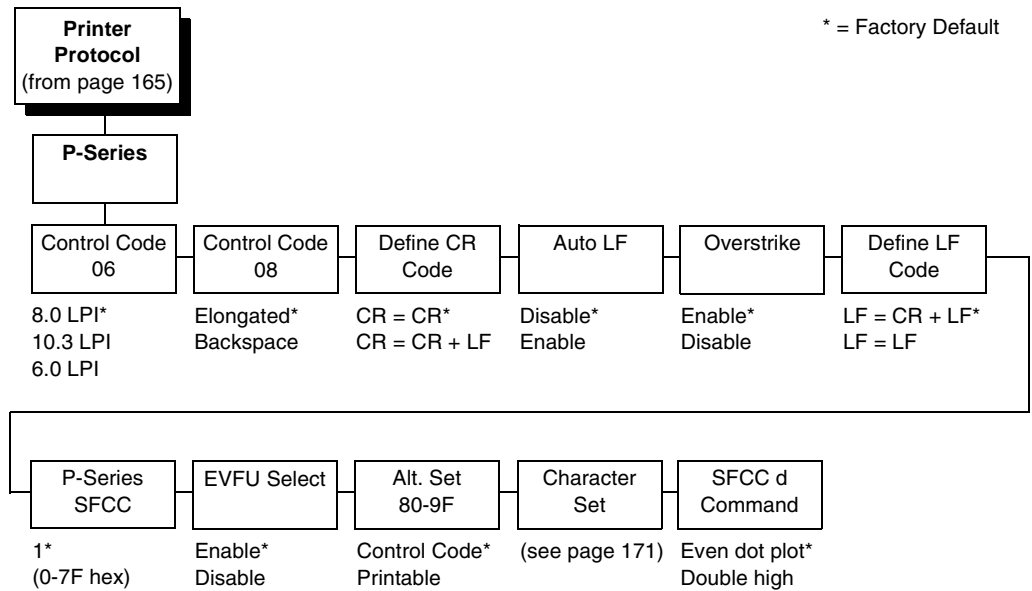 Printer
Protocol
(from page 165)
* = Factory Default
P-Series
Control Code
06
Control Code
08
Define CR
Code
Auto LF
Overstrike
Define LF
Code
8.0 LPI*
10.3 LPI
6.0 LPI
Elongated*
Backspace
CR = CR*
CR = CR + LF
Disable*
Enable
Enable*
Disable
LF = CR + LF*
LF = LF
P-Series
SFCC
EVFU Select
Alt. Set
80-9F
Character
Set
SFCC d
Command
1*
(0-7F hex)
Enable*
Disable
Control Code*
Printable
(see page 171)
Even dot plot*
Double high